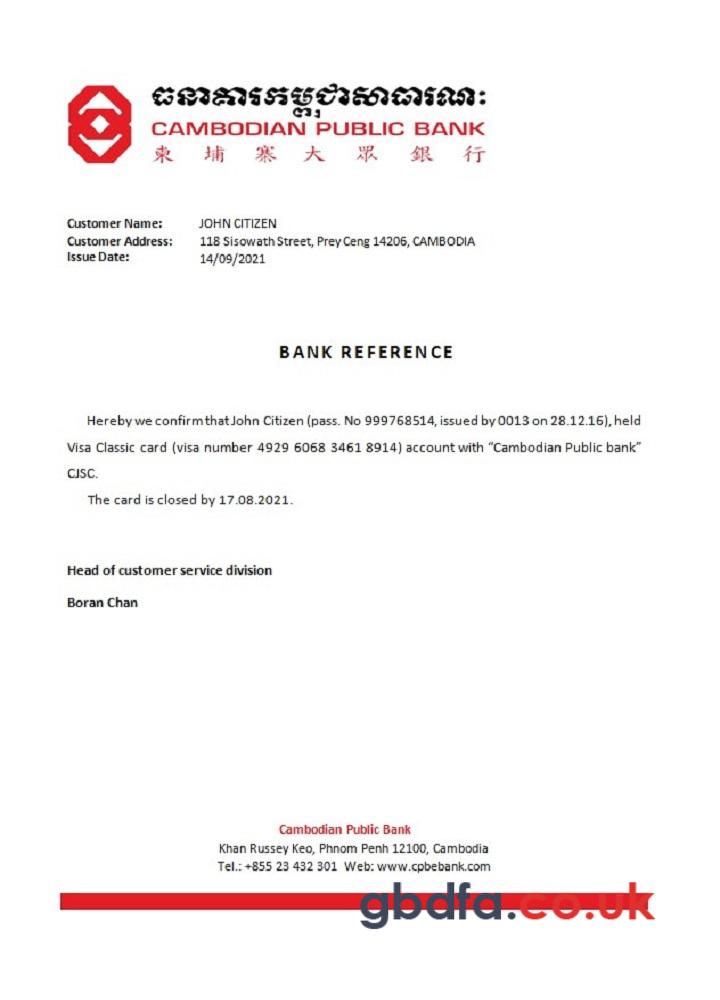 ធនាគារកម្ពុជាសាធារណៈ
CAMBODIAN PUBLIC BANK
柬 埔 寨 大 眾 銀 行
Customer Name: JOHN CITIZEN
Customer Address: 118 Sisowath Street, Prey Ceng 14206, CAMBODIA
Issue Date: 14/09/2021
BANK REFERENCE
Hereby we confirm that John Citizen (pass. No 999768514, issued by 0013 on 28.12.16), held
Visa Classic card (visa number 4929 6068 3461 8914) account with “Cambodian Public bank”
CJSC.
The card is closed by 17.08.2021.
Head of customer service division
Boran Chan
Cambodian Public Bank
Khan Russey Keo, Phnom Penh 12100, Cambodia
Tel.: +855 23 432 301 Web: www.cpbebank.com
gbdfa.co.uk